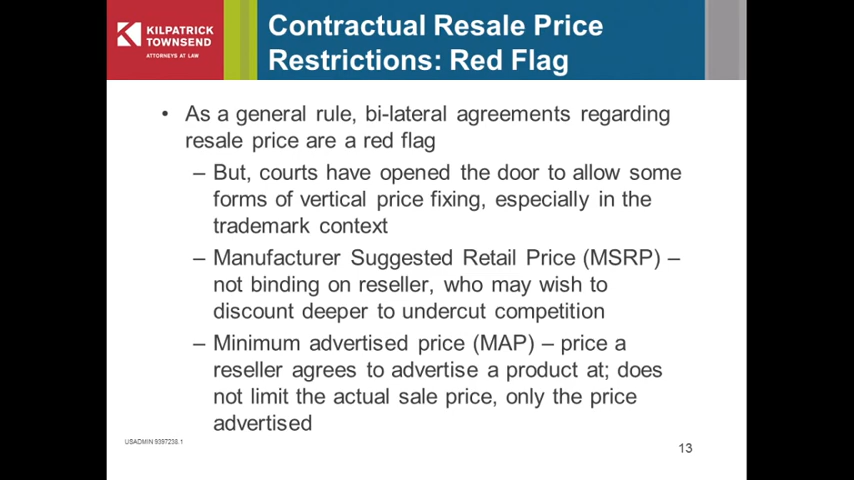 KILPATRICK
TOWNSEND
ATTORNEYS AT LAW
Contractual Resale Price
Restrictions: Red Flag
• As a general rule, bi-lateral agreements regarding
resale price are a red flag
– But, courts have opened the door to allow some
forms of vertical price fixing, especially in the
trademark context
– Manufacturer Suggested Retail Price (MSRP) –
not binding on reseller, who may wish to
discount deeper to undercut competition
– Minimum advertised price (MAP) – price a
reseller agrees to advertise a product at; does
not limit the actual sale price, only the price
advertised
USADMIN 9397238.1
13